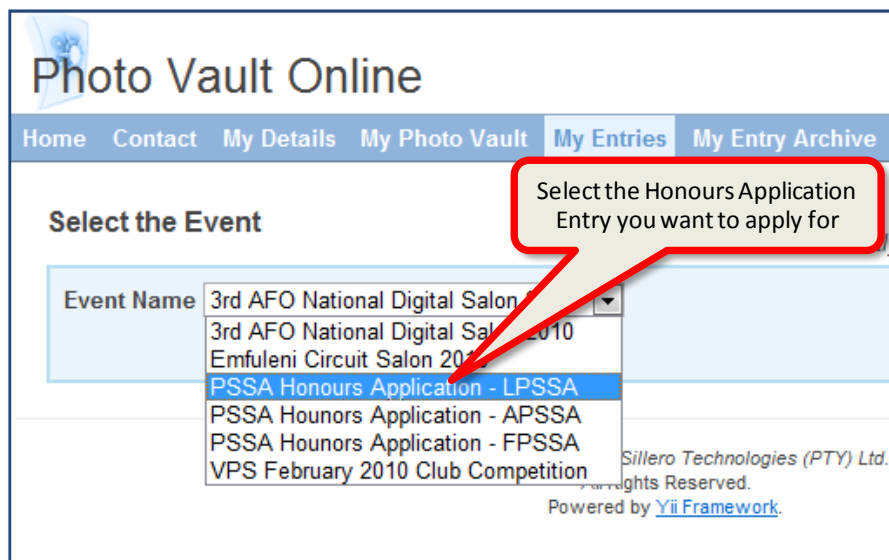 Photo Vault Online
Home Contact My Details My Photo Vault My Entries My Entry Archive
Select the Honours Application
Entry you want to apply for
Select the Event
Event Name 3rd AFO National Digital Salon
3rd AFO National Digital Salon 2010
Emfuleni Circuit Salon 2010
PSSA Honours Application - LPSSA
PSSA Hounors Application - APSSA
PSSA Hounors Application - FPSSA
VPS February 2010 Club Competition
Sillero Technologies (PTY) Ltd.
All Rights Reserved.
Powered by Yii Framework.